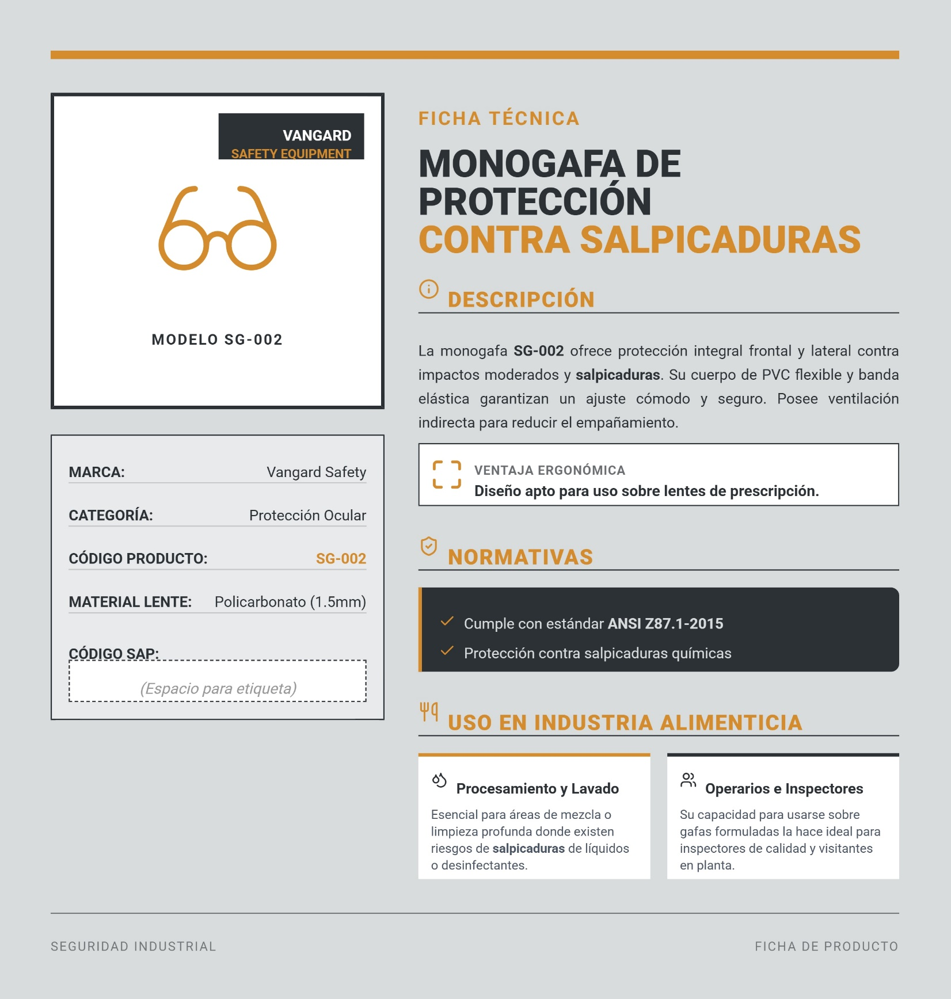 VANGARD
SAFETY EQUIPMENT
MODELO SG-002
MARCA: Vangard Safety
CATEGORÍA: Protección Ocular
CÓDIGO PRODUCTO: SG-002
MATERIAL LENTE: Policarbonato (1.5mm)
CÓDIGO SAP:
(Espacio para etiqueta)
FICHA TÉCNICA
MONOGAFA DE
PROTECCIÓN
CONTRA SALPICADURAS
DESCRIPCIÓN
La monogafa SG-002 ofrece protección integral frontal y lateral contra
impactos moderados y salpicaduras. Su cuerpo de PVC flexible y banda
elástica garantizan un ajuste cómodo y seguro. Posee ventilación
indirecta para reducir el empañamiento.
VENTAJA ERGONÓMICA
Diseño apto para uso sobre lentes de prescripción.
NORMATIVAS
Cumple con estándar ANSI Z87.1-2015
Protección contra salpicaduras químicas
USO EN INDUSTRIA ALIMENTICIA
Procesamiento y Lavado
Esencial para áreas de mezcla o
limpieza profunda donde existen
riesgos de salpicaduras de líquidos
o desinfectantes.
Operarios e Inspectores
Su capacidad para usarse sobre
gafas formuladas la hace ideal para
inspectores de calidad y visitantes
en planta.
SEGURIDAD INDUSTRIAL
FICHA DE PRODUCTO